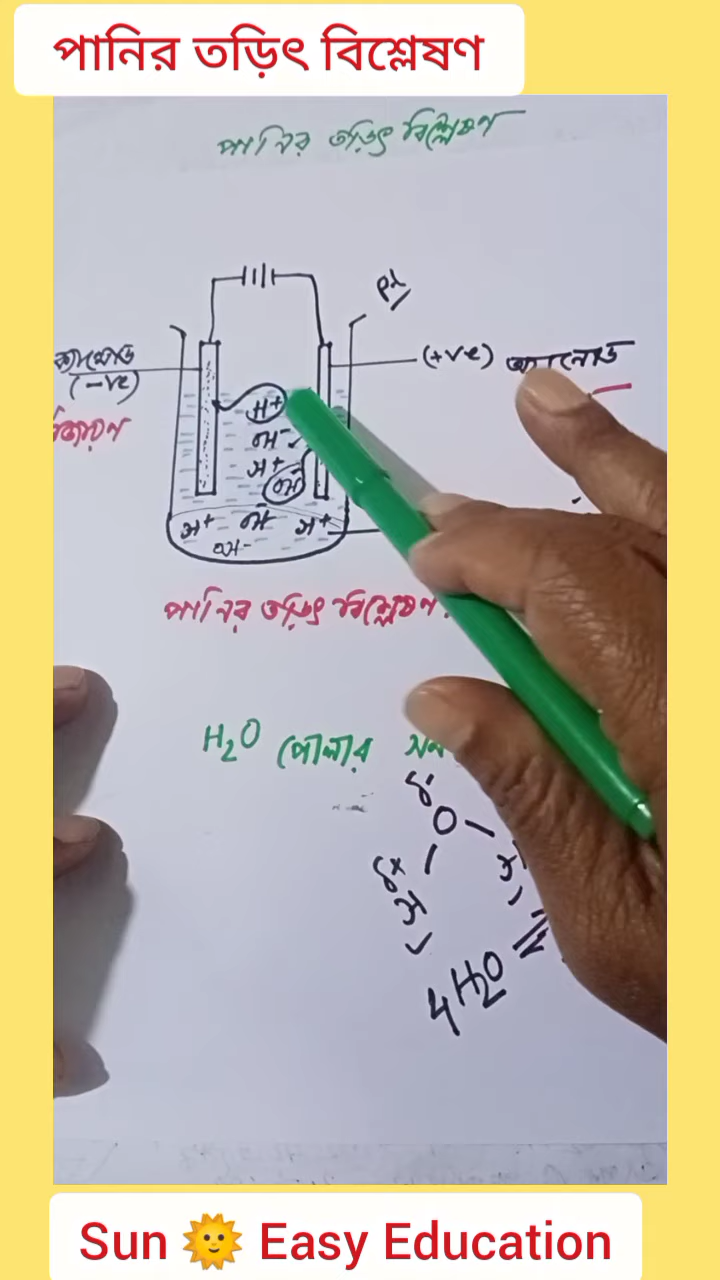 পানির তড়িৎ বিশ্লেষণ
পানির তড়িৎ বিশ্লেষণ
Pt
ক্যাথোড
(-ve)
(+ve) অ্যানোড
H+
OH-
H+
OH-
H+ OH- H+
OH-
পানির তড়িৎ বিশ্লেষণ
H2O পোলার
δ-
O
δ+
H
H
4H2O
Sun 🌞 Easy Education